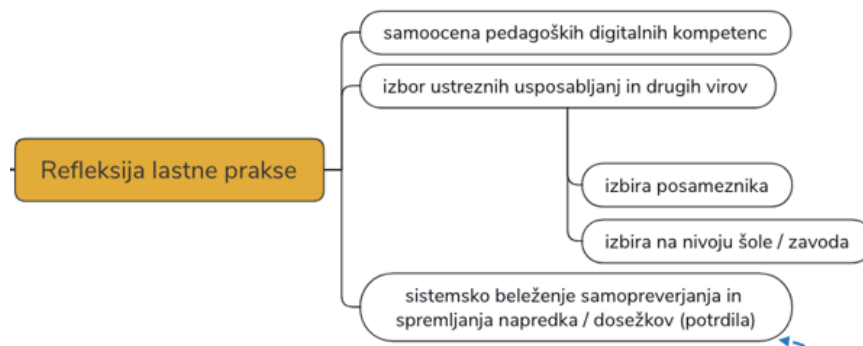 samoocena pedagoških digitalnih kompetenc
izbor ustreznih usposabljanj in drugih virov
Refleksija lastne prakse
izbira posameznika
izbira na nivoju šole / zavoda
sistemsko beleženje samopreverjanja in
spremljanja napredka / dosežkov (potrdila)